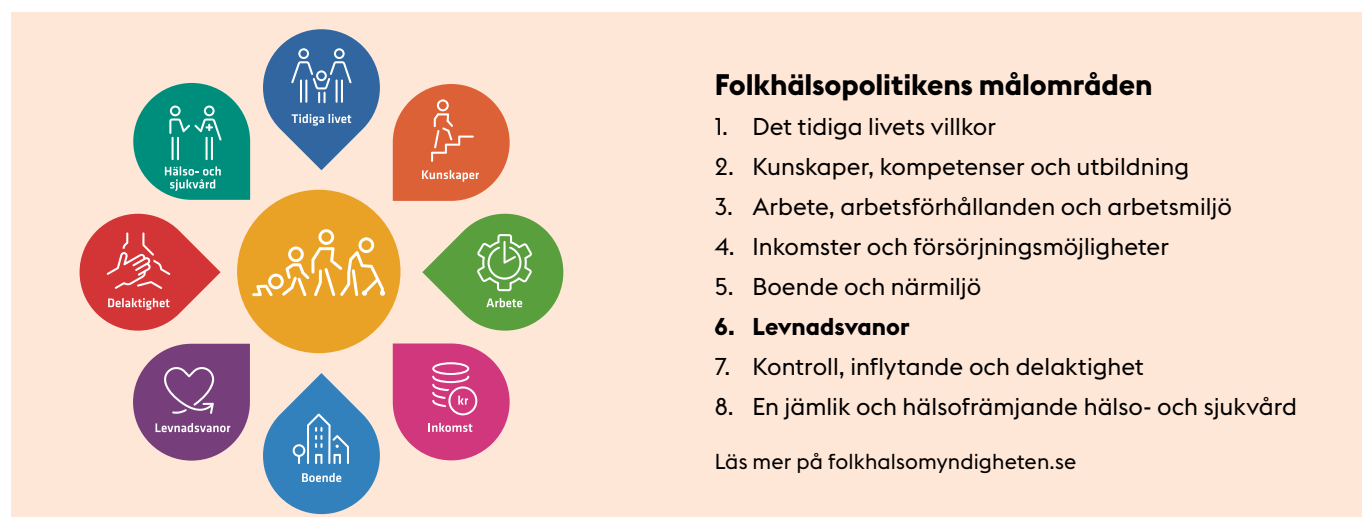 Tidiga livet
Kunskaper
Arbete
Inkomst
kr
Boende
Levnadsvanor
Delaktighet
Hälso- och
sjukvård
Folkhälsopolitikens målområden
1. Det tidiga livets villkor
2. Kunskaper, kompetenser och utbildning
3. Arbete, arbetsförhållanden och arbetsmiljö
4. Inkomster och försörjningsmöjligheter
5. Boende och närmiljö
6. Levnadsvanor
7. Kontroll, inflytande och delaktighet
8. En jämlik och hälsofrämjande hälso- och sjukvård
Läs mer på folkhalsomyndigheten.se